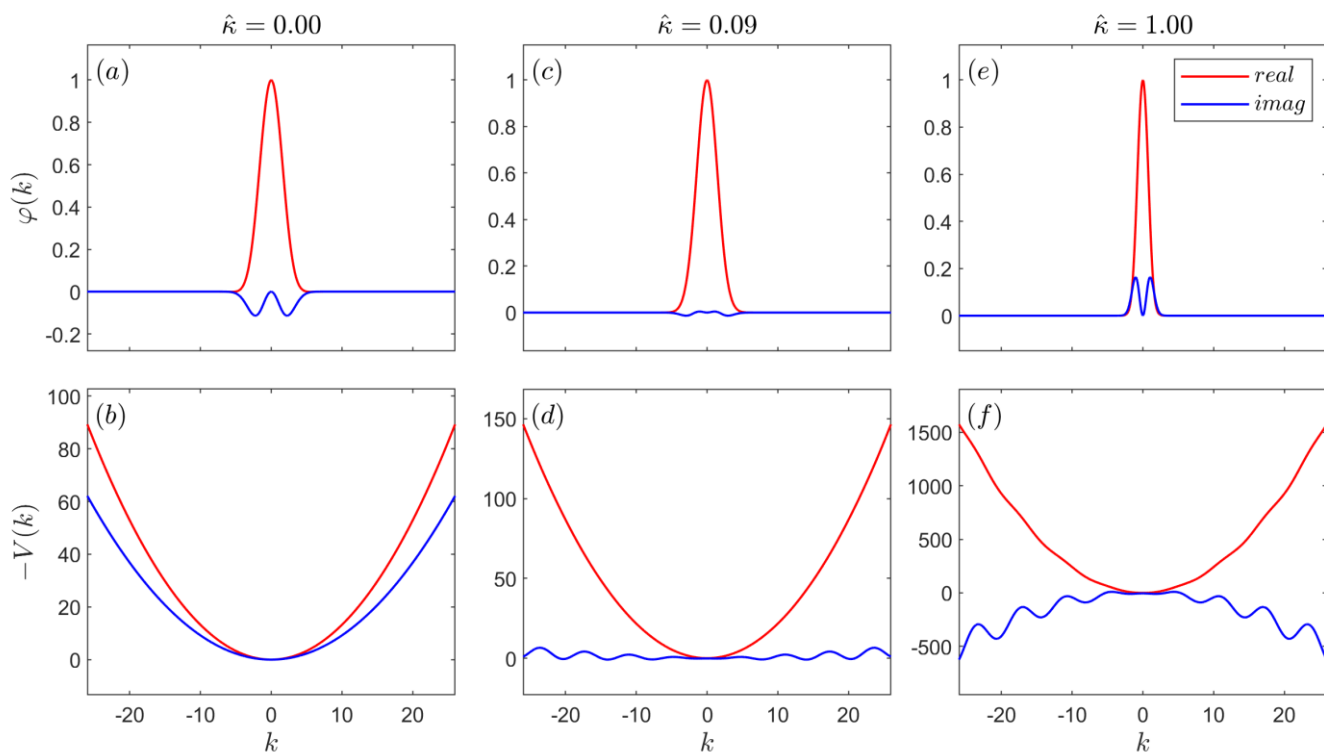 κ̂ = 0.00
κ̂ = 0.09
κ̂ = 1.00
(a)
1
0.8
0.6
0.4
0.2
0
-0.2
φ(k)
(c)
1
0.8
0.6
0.4
0.2
0
(e)
1
0.8
0.6
0.4
0.2
0
real
imag
(b)
100
80
60
40
20
0
-V(k)
-20 -10 0 10 20
k
(d)
150
100
50
0
-20 -10 0 10 20
k
(f)
1500
1000
500
0
-500
-20 -10 0 10 20
k